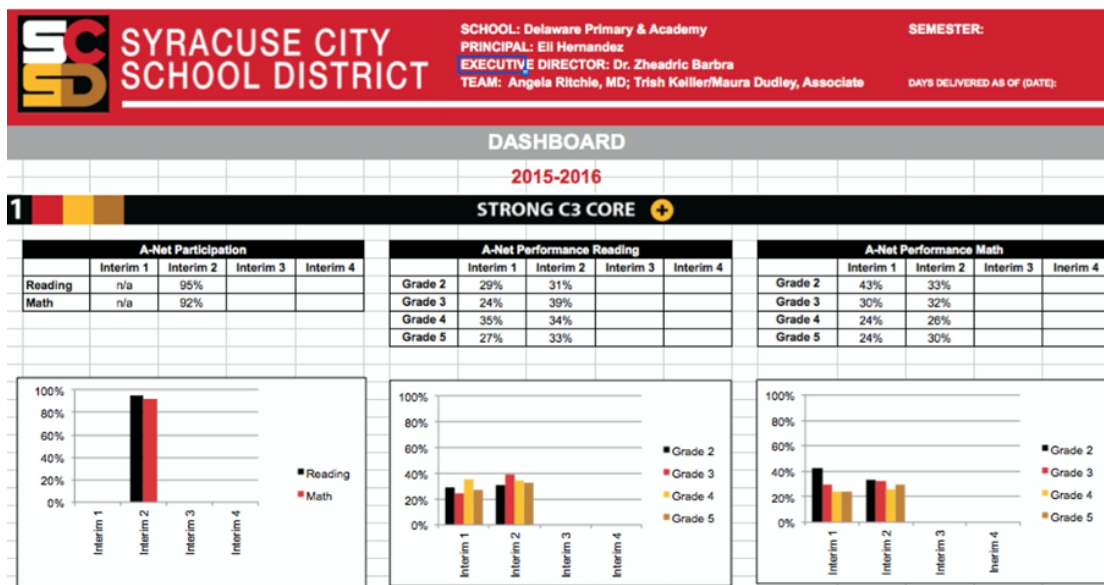 SCSD
SYRACUSE CITY
SCHOOL DISTRICT
SCHOOL: Delaware Primary & Academy
PRINCIPAL: Eli Hernandez
EXECUTIVE DIRECTOR: Dr. Zheadric Barbra
TEAM: Angela Ritchie, MD; Trish Keiller/Maura Dudley, Associate
SEMESTER:
DAYS DELIVERED AS OF (DATE):
DASHBOARD
2015-2016
1 STRONG C3 CORE +
A-Net Participation
Interim 1 Interim 2 Interim 3 Interim 4
Reading n/a 95%
Math n/a 92%
A-Net Performance Reading
Interim 1 Interim 2 Interim 3 Interim 4
Grade 2 29% 31%
Grade 3 24% 39%
Grade 4 35% 34%
Grade 5 27% 33%
A-Net Performance Math
Interim 1 Interim 2 Interim 3 Inerim 4
Grade 2 43% 33%
Grade 3 30% 32%
Grade 4 24% 26%
Grade 5 24% 30%
100%
80%
60%
40%
20%
0%
Interim 1
Interim 2
Interim 3
Interim 4
Reading
Math
100%
80%
60%
40%
20%
0%
Interim 1
Interim 2
Interim 3
Interim 4
Grade 2
Grade 3
Grade 4
Grade 5
100%
80%
60%
40%
20%
0%
Interim 1
Interim 2
Interim 3
Inerim 4
Grade 2
Grade 3
Grade 4
Grade 5